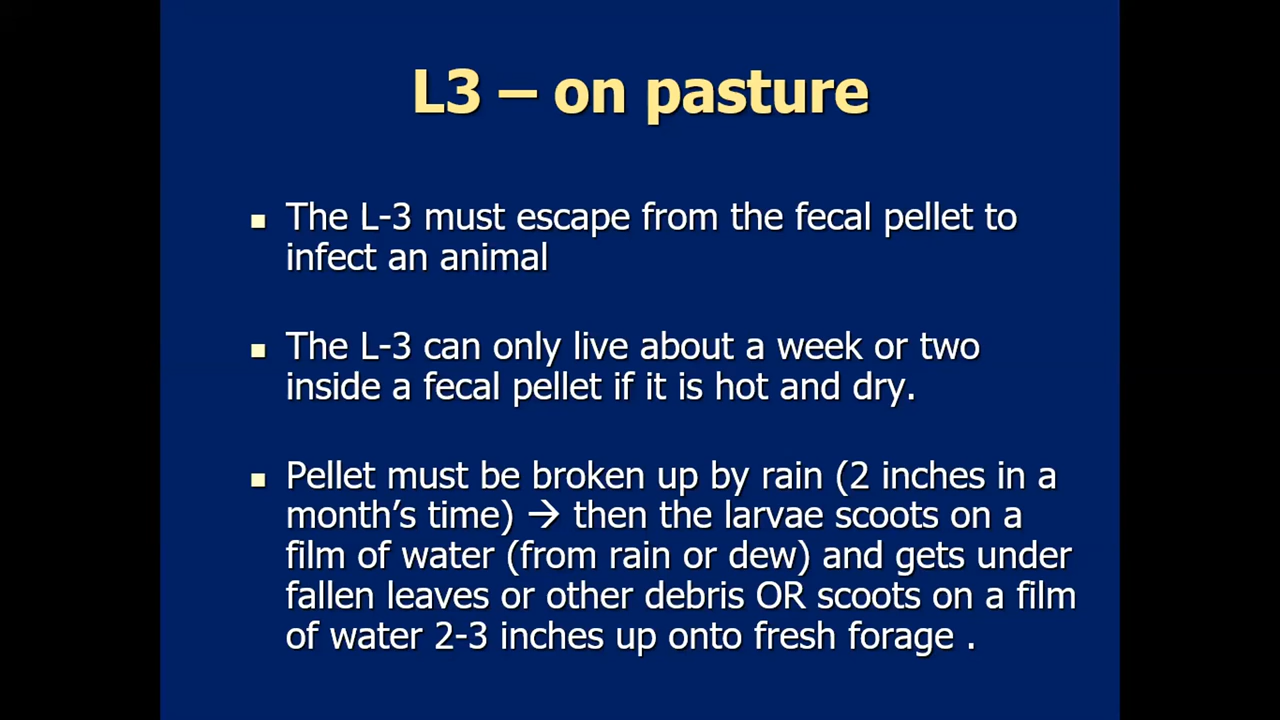 L3 – on pasture
▪ The L-3 must escape from the fecal pellet to
infect an animal
▪ The L-3 can only live about a week or two
inside a fecal pellet if it is hot and dry.
▪ Pellet must be broken up by rain (2 inches in a
month’s time) → then the larvae scoots on a
film of water (from rain or dew) and gets under
fallen leaves or other debris OR scoots on a film
of water 2-3 inches up onto fresh forage .